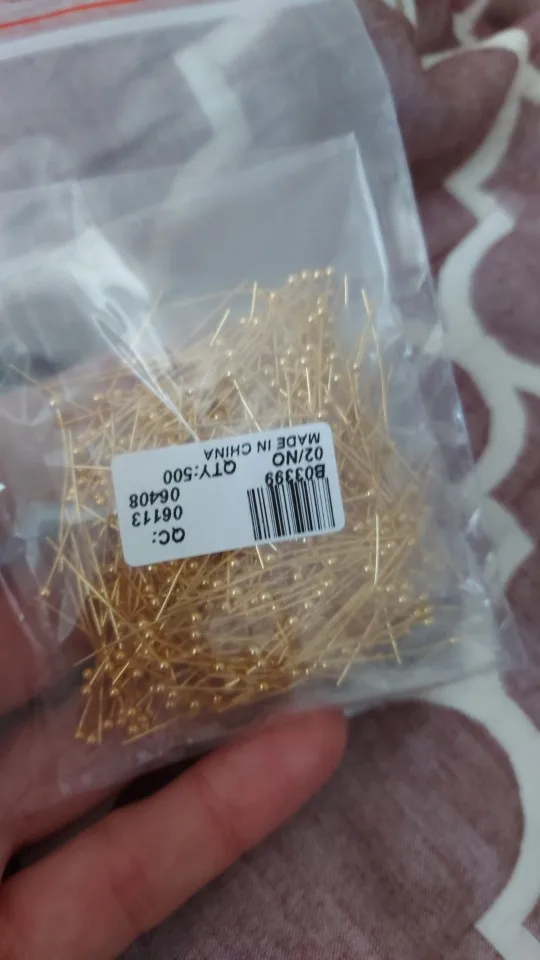 QC:
06113
06408
B03399
02/NO QTY:500
MADE IN CHINA